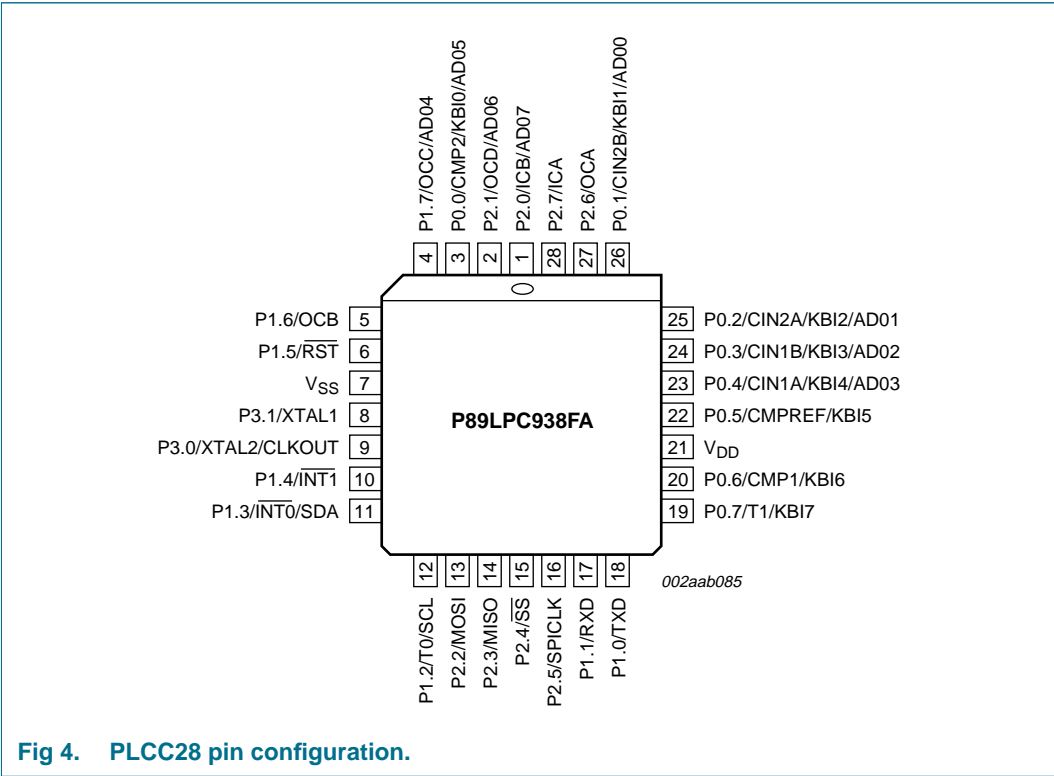 P1.7/OCC/AD04
P0.0/CMP2/KBI0/AD05
P2.1/OCD/AD06
P2.0/ICB/AD07
P2.7/ICA
P2.6/OCA
P0.1/CIN2B/KBI1/AD00
4
3
2
1
28
27
26
P1.6/OCB 5
P1.5/R̅S̅T̅ 6
VSS 7
P3.1/XTAL1 8
P3.0/XTAL2/CLKOUT 9
P1.4/I̅N̅T̅1̅ 10
P1.3/I̅N̅T̅0̅/SDA 11
P89LPC938FA
25 P0.2/CIN2A/KBI2/AD01
24 P0.3/CIN1B/KBI3/AD02
23 P0.4/CIN1A/KBI4/AD03
22 P0.5/CMPREF/KBI5
21 VDD
20 P0.6/CMP1/KBI6
19 P0.7/T1/KBI7
12
13
14
15
16
17
18
P1.2/T0/SCL
P2.2/MOSI
P2.3/MISO
P2.4/S̅S̅
P2.5/SPICLK
P1.1/RXD
P1.0/TXD
002aab085
Fig 4. PLCC28 pin configuration.